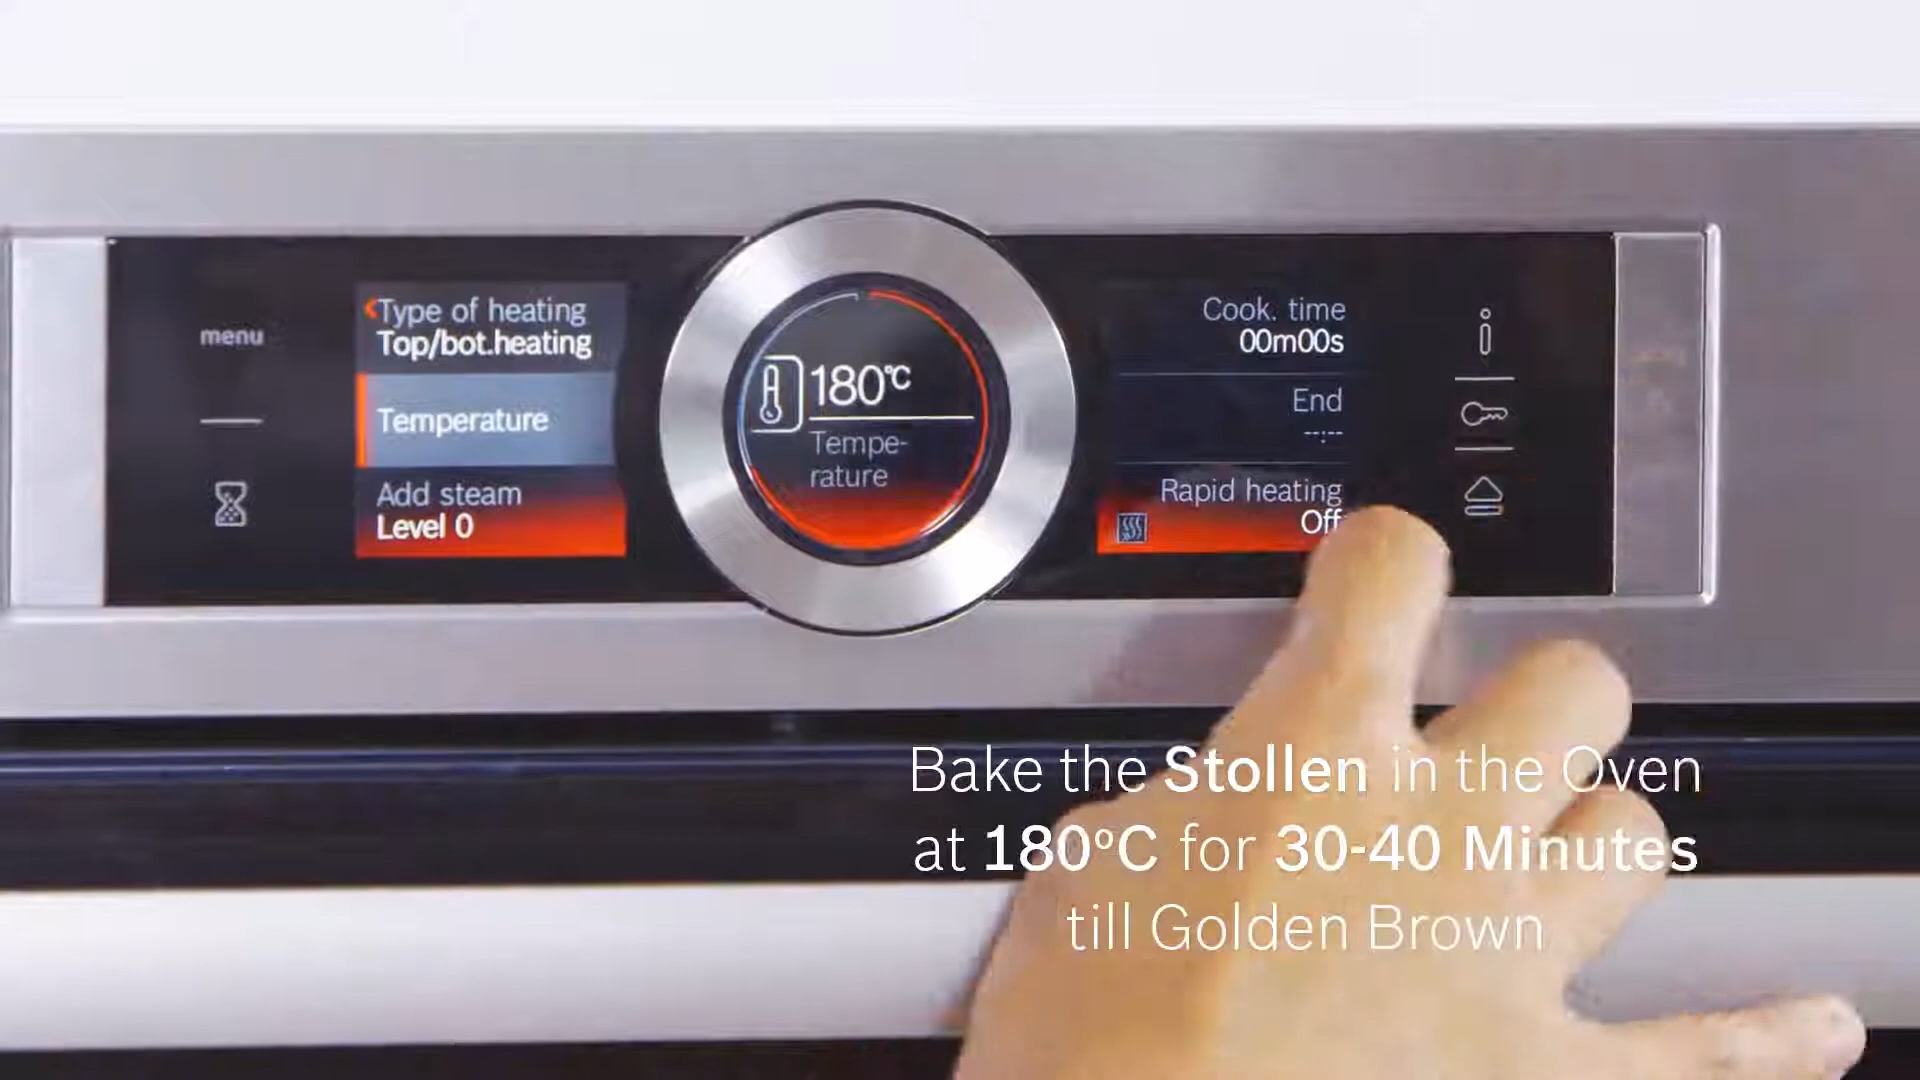 menu
Type of heating
Top/bot.heating
Temperature
Add steam
Level 0
180°C
Tempe-
rature
Cook. time
00m00s
End
--:--
Rapid heating
Off
Bake the Stollen in the Oven
at 180°C for 30-40 Minutes
till Golden Brown